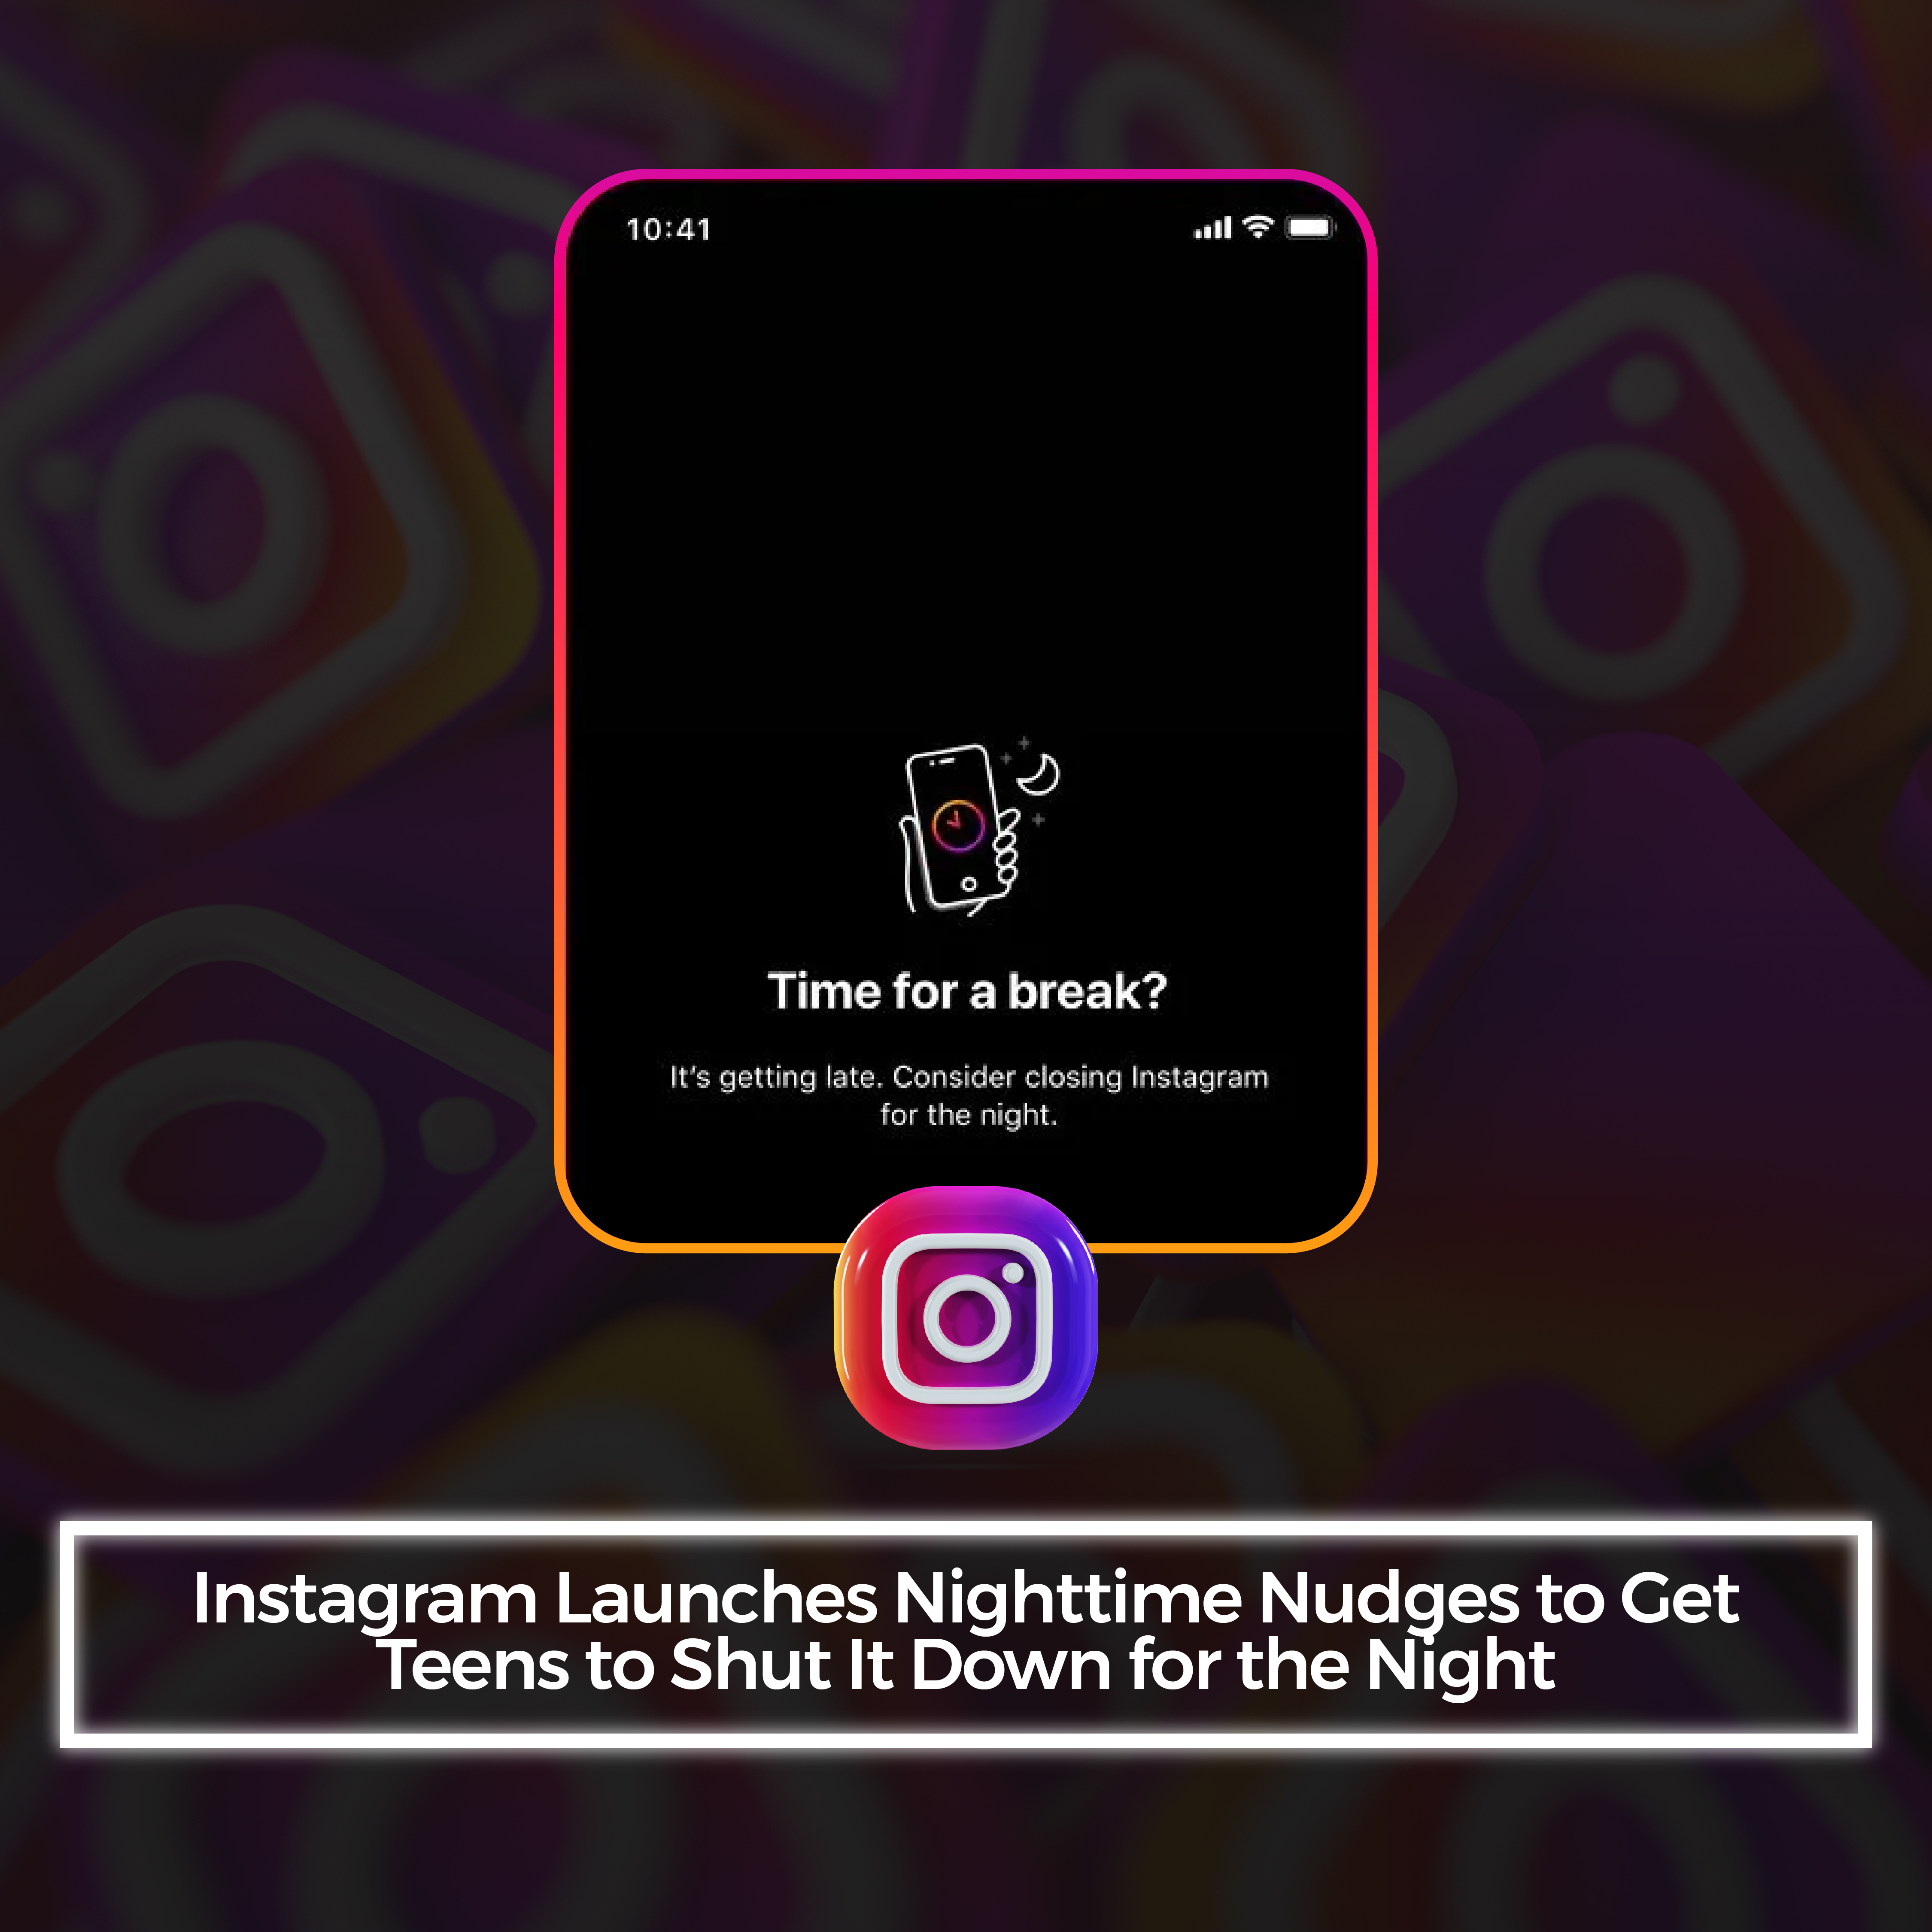 10:41
Time for a break?
It's getting late. Consider closing Instagram
for the night.
Instagram Launches Nighttime Nudges to Get
Teens to Shut It Down for the Night